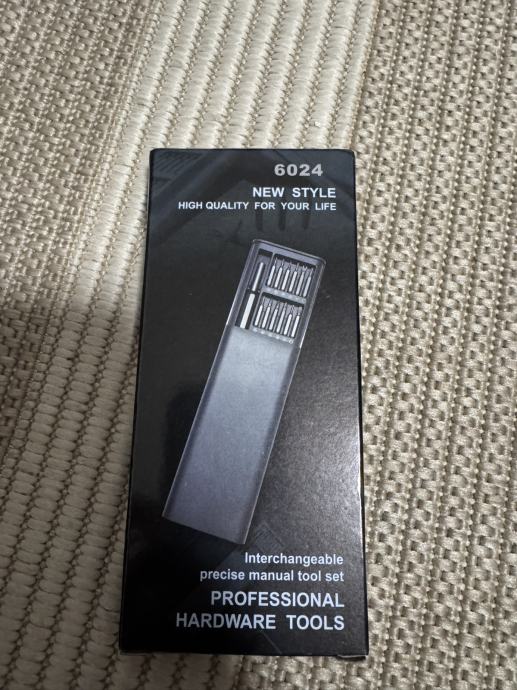 6024
NEW STYLE
HIGH QUALITY FOR YOUR LIFE
Interchangeable
precise manual tool set
PROFESSIONAL
HARDWARE TOOLS